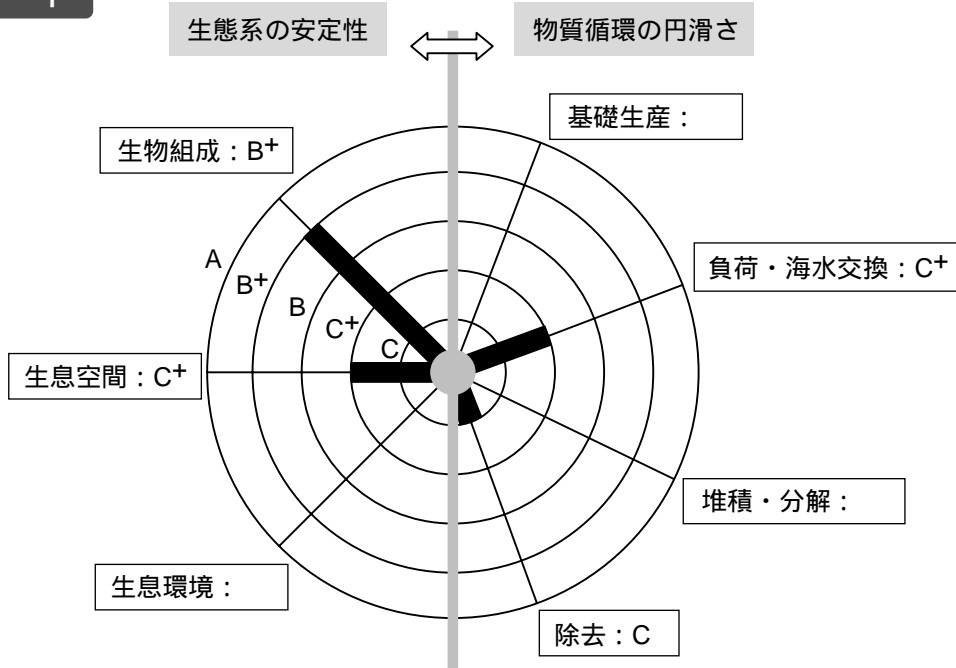 生態系の安定性
物質循環の円滑さ
基礎生産：
生物組成：B+
負荷・海水交換：C+
A
B+
B
C+
C
生息空間：C+
堆積・分解：
生息環境：
除去：C